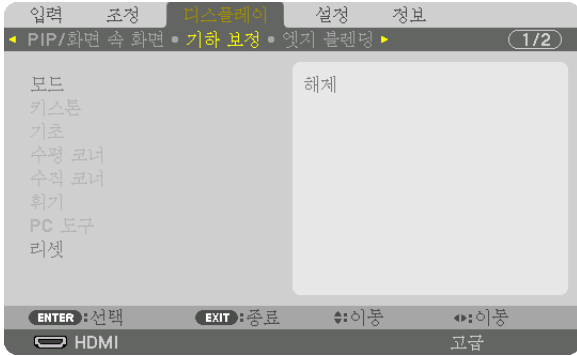 입력 조정 디스플레이 설정 정보
◀ PIP/화면 속 화면 • 기하 보정 • 엣지 블렌딩 ▶ 1/2
모드 해제
키스톤
기초
수평 코너
수직 코너
휘기
PC 도구
리셋
ENTER:선택 EXIT:종료 ♦:이동 ◀▶:이동
HDMI 고급